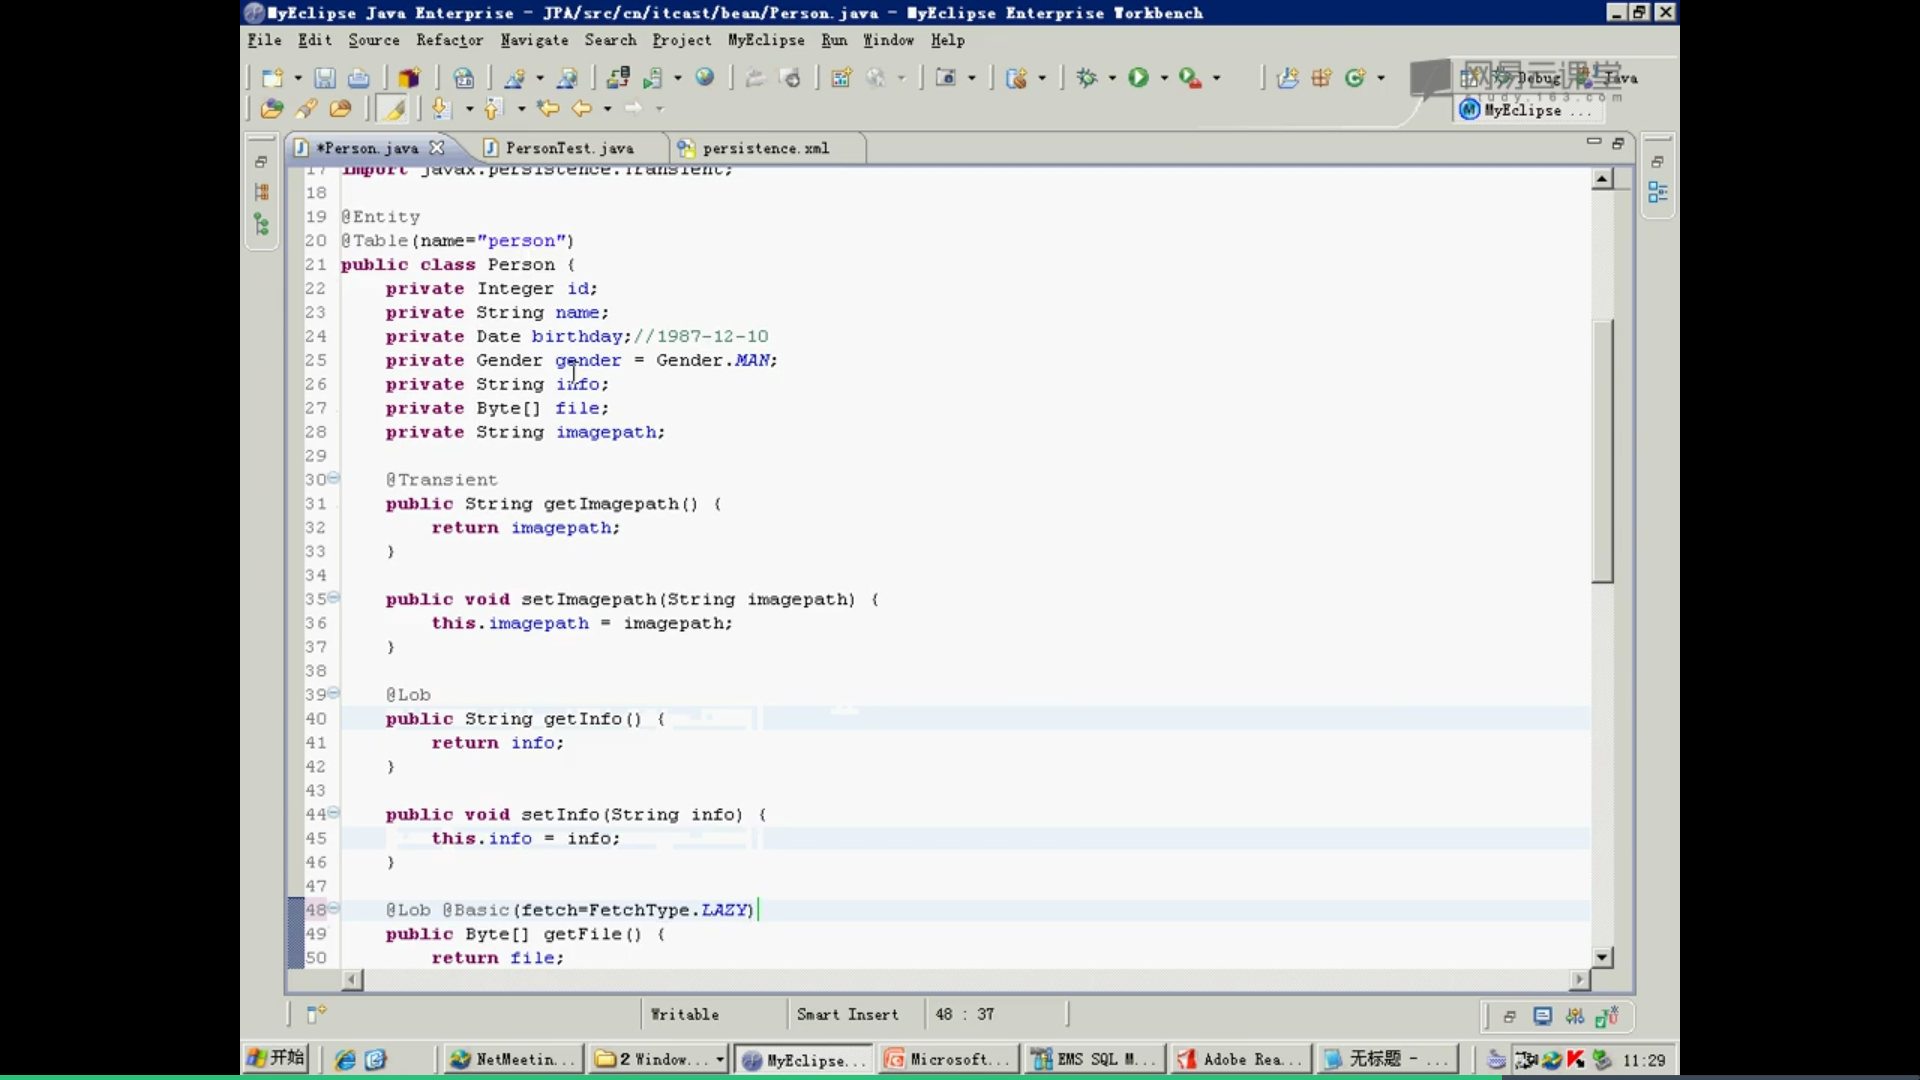 MyEclipse Java Enterprise - JPA/src/cn/itcast/bean/Person.java - MyEclipse Enterprise Workbench
File Edit Source Refactor Navigate Search Project MyEclipse Run Window Help
网易云课堂 Debug Java
study.163.com
MyEclipse ...
*Person.java PersonTest.java persistence.xml
17 import javax.persistence.Transient;
18
19 @Entity
20 @Table(name="person")
21 public class Person {
22 private Integer id;
23 private String name;
24 private Date birthday;//1987-12-10
25 private Gender gender = Gender.MAN;
26 private String info;
27 private Byte[] file;
28 private String imagepath;
29
30 @Transient
31 public String getImagepath() {
32 return imagepath;
33 }
34
35 public void setImagepath(String imagepath) {
36 this.imagepath = imagepath;
37 }
38
39 @Lob
40 public String getInfo() {
41 return info;
42 }
43
44 public void setInfo(String info) {
45 this.info = info;
46 }
47
48 @Lob @Basic(fetch=FetchType.LAZY)
49 public Byte[] getFile() {
50 return file;
Writable Smart Insert 48 : 37
开始 NetMeetin... 2 Window... MyEclipse... Microsoft... EMS SQL M... Adobe Rea... 无标题 - ... 11:29